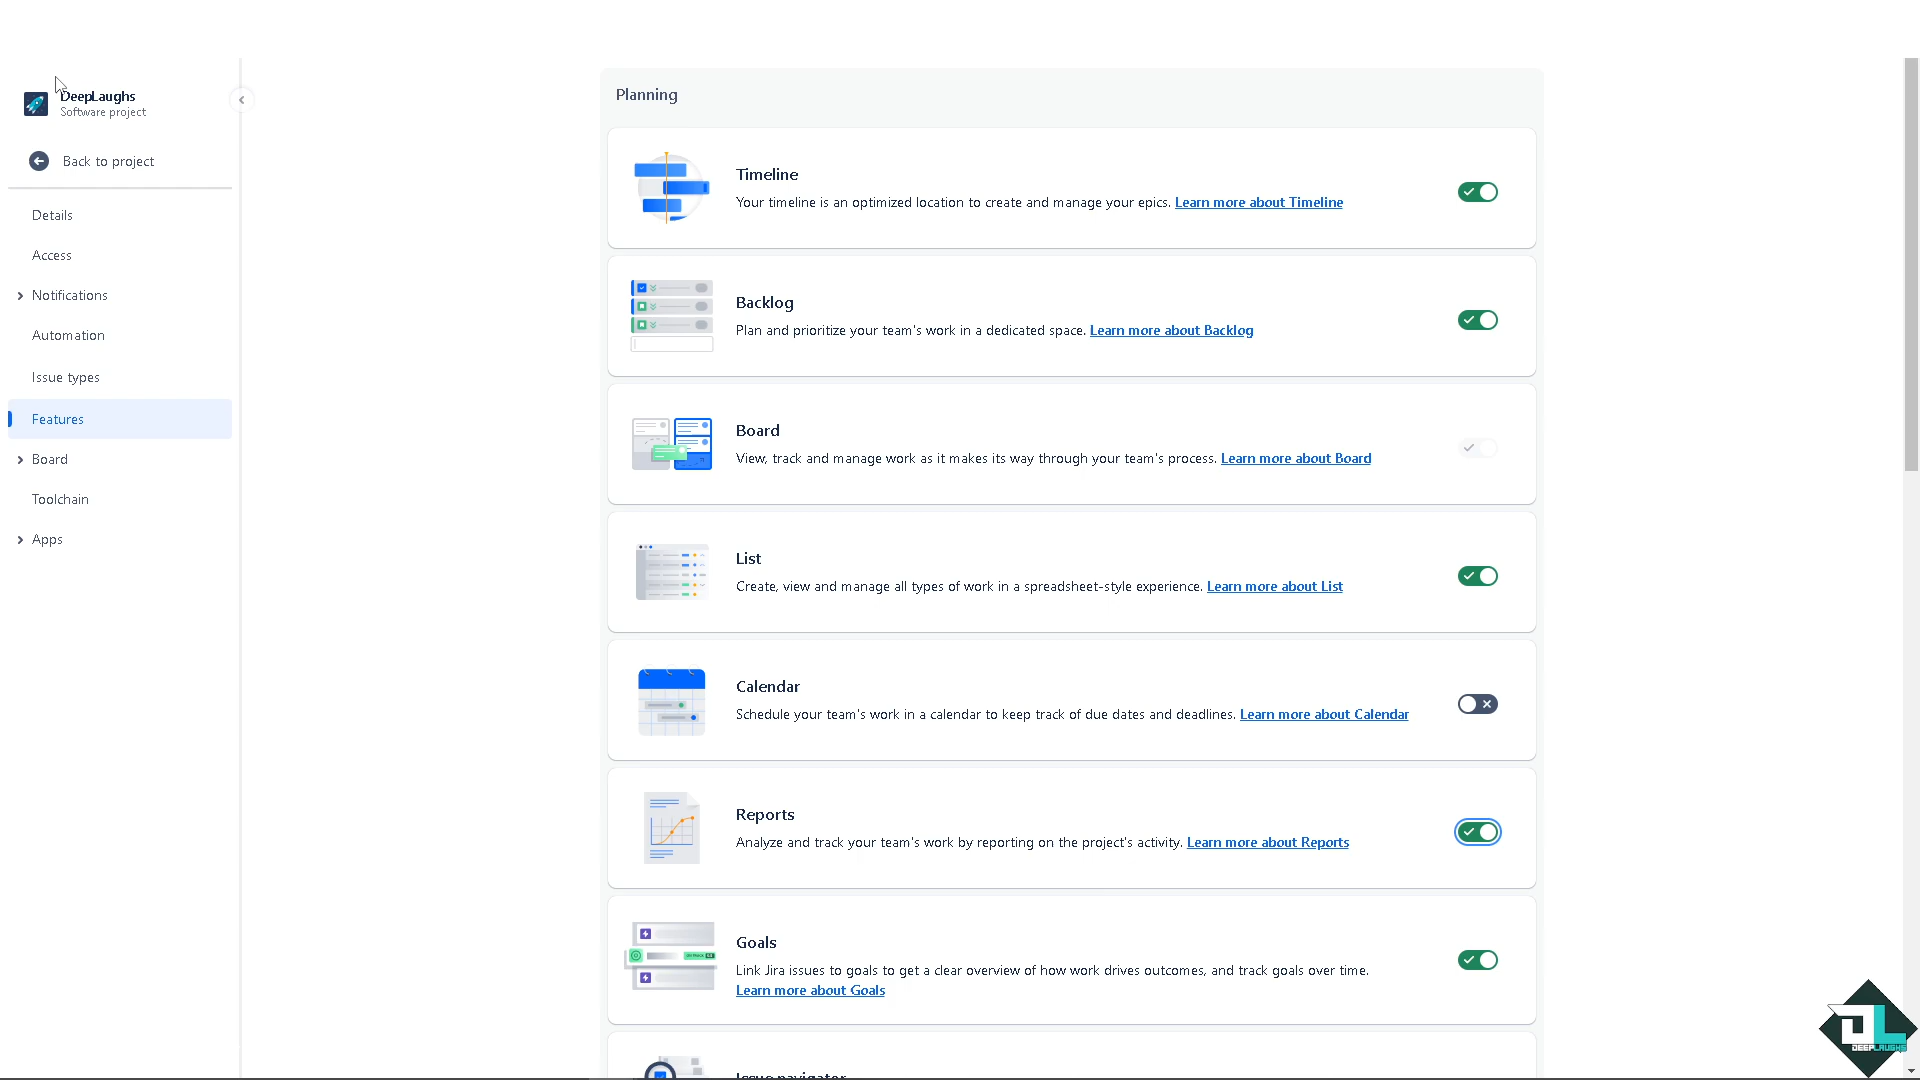 DeepLaughs
Software project
Back to project
Details
Access
Notifications
Automation
Issue types
Features
Board
Toolchain
Apps
Planning
Timeline
Your timeline is an optimized location to create and manage your epics. Learn more about Timeline
Backlog
Plan and prioritize your team's work in a dedicated space. Learn more about Backlog
Board
View, track and manage work as it makes its way through your team's process. Learn more about Board
List
Create, view and manage all types of work in a spreadsheet-style experience. Learn more about List
Calendar
Schedule your team's work in a calendar to keep track of due dates and deadlines. Learn more about Calendar
Reports
Analyze and track your team's work by reporting on the project's activity. Learn more about Reports
Goals
Link Jira issues to goals to get a clear overview of how work drives outcomes, and track goals over time.
Learn more about Goals
Issue navigator
DL
DEEPLAUGHS